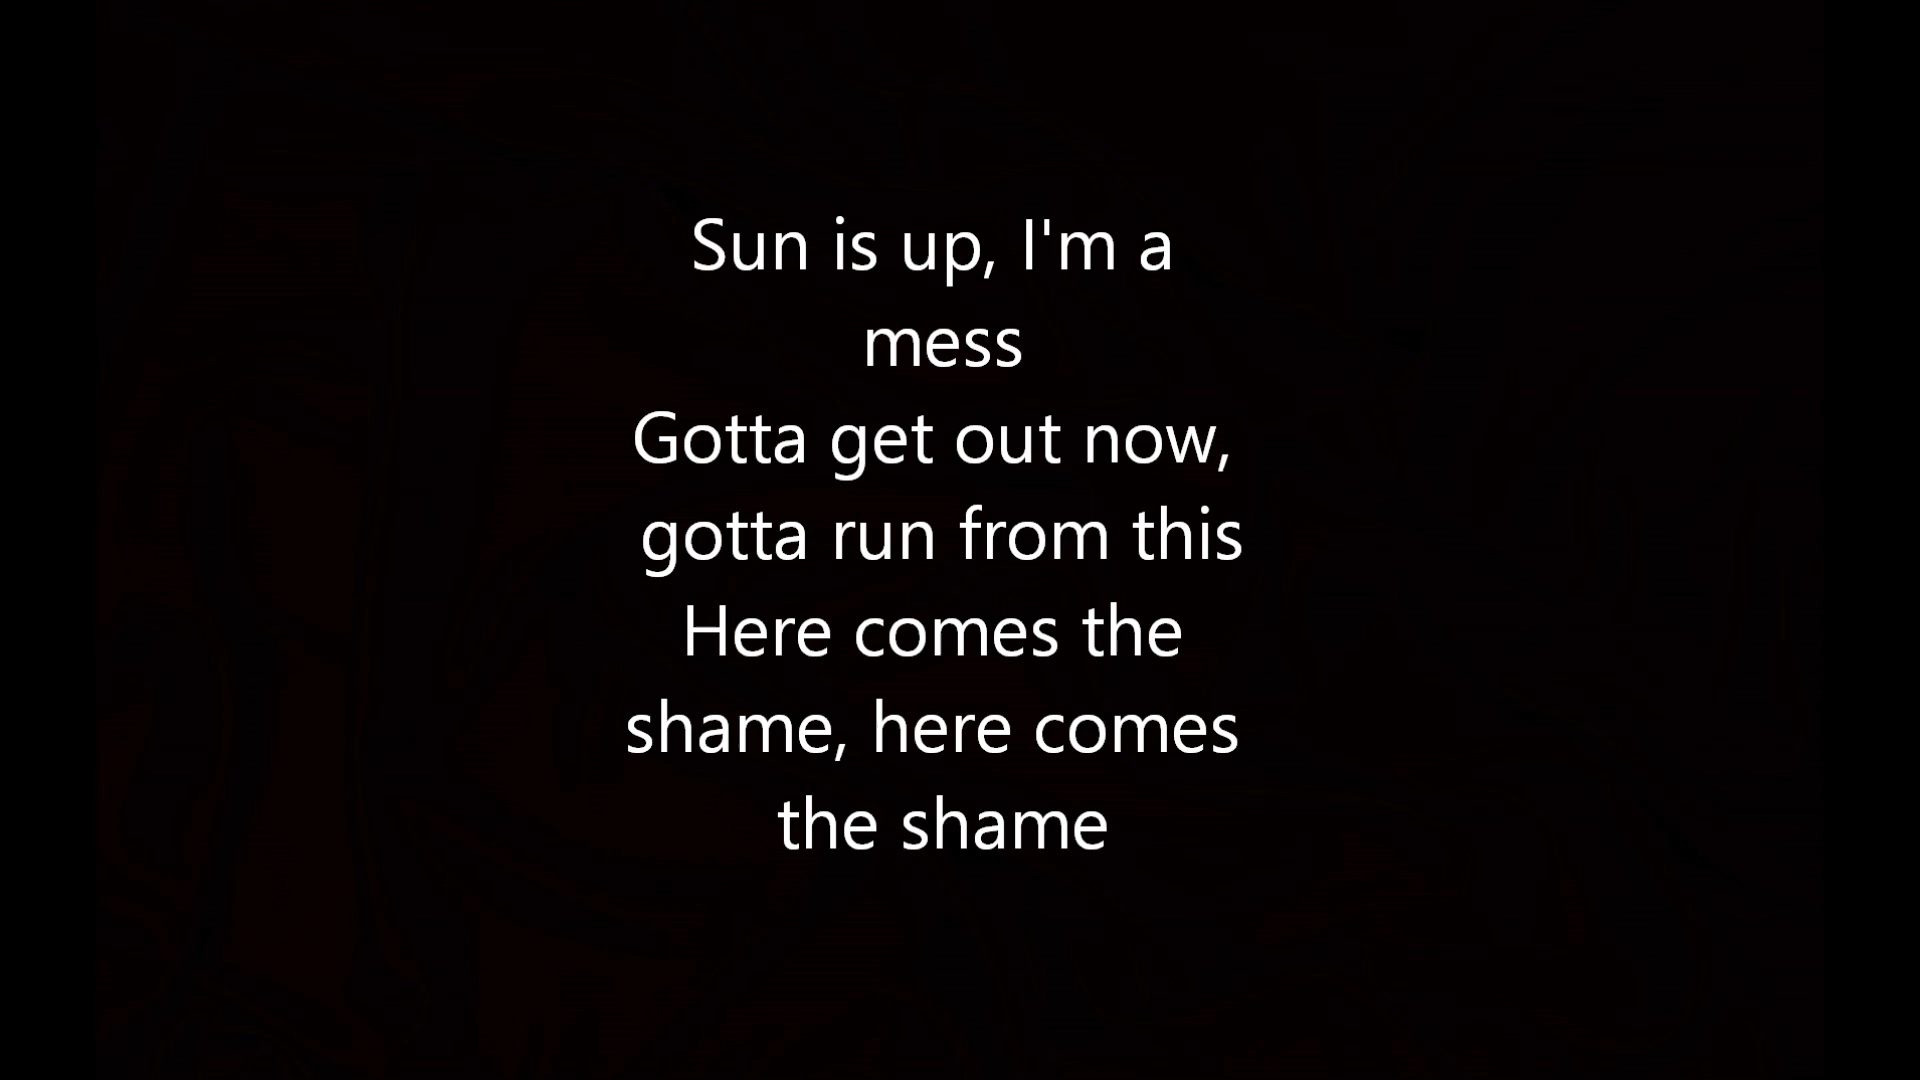 Sun is up, I'm a
mess
Gotta get out now,
gotta run from this
Here comes the
shame, here comes
the shame